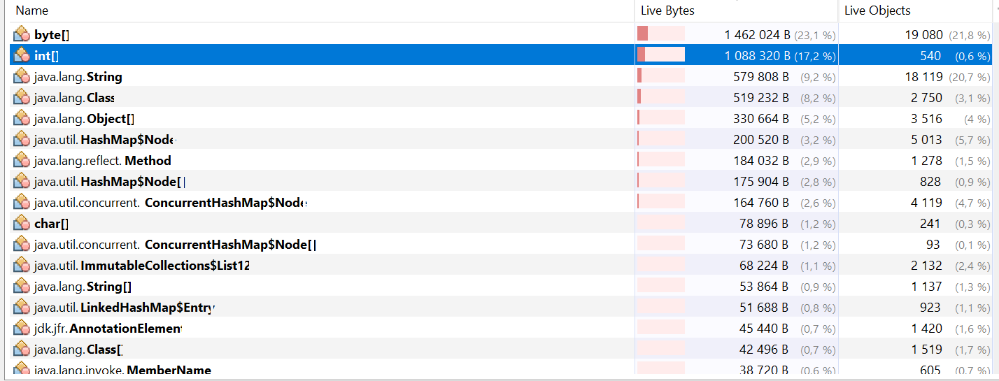 Name Live Bytes Live Objects
byte[] 1 462 024 B (23,1 %) 19 080 (21,8 %)
int[] 1 088 320 B (17,2 %) 540 (0,6 %)
java.lang.String 579 808 B (9,2 %) 18 119 (20,7 %)
java.lang.Class 519 232 B (8,2 %) 2 750 (3,1 %)
java.lang.Object[] 330 664 B (5,2 %) 3 516 (4 %)
java.util.HashMap$Node 200 520 B (3,2 %) 5 013 (5,7 %)
java.lang.reflect.Method 184 032 B (2,9 %) 1 278 (1,5 %)
java.util.HashMap$Node[] 175 904 B (2,8 %) 828 (0,9 %)
java.util.concurrent.ConcurrentHashMap$Node 164 760 B (2,6 %) 4 119 (4,7 %)
char[] 78 896 B (1,2 %) 241 (0,3 %)
java.util.concurrent.ConcurrentHashMap$Node[] 73 680 B (1,2 %) 93 (0,1 %)
java.util.ImmutableCollections$List12 68 224 B (1,1 %) 2 132 (2,4 %)
java.lang.String[] 53 864 B (0,9 %) 1 137 (1,3 %)
java.util.LinkedHashMap$Entry 51 688 B (0,8 %) 923 (1,1 %)
jdk.jfr.AnnotationElement 45 440 B (0,7 %) 1 420 (1,6 %)
java.lang.Class[] 42 496 B (0,7 %) 1 519 (1,7 %)
java.lang.invoke.MemberName 38 720 B (0,6 %) 605 (0,7 %)